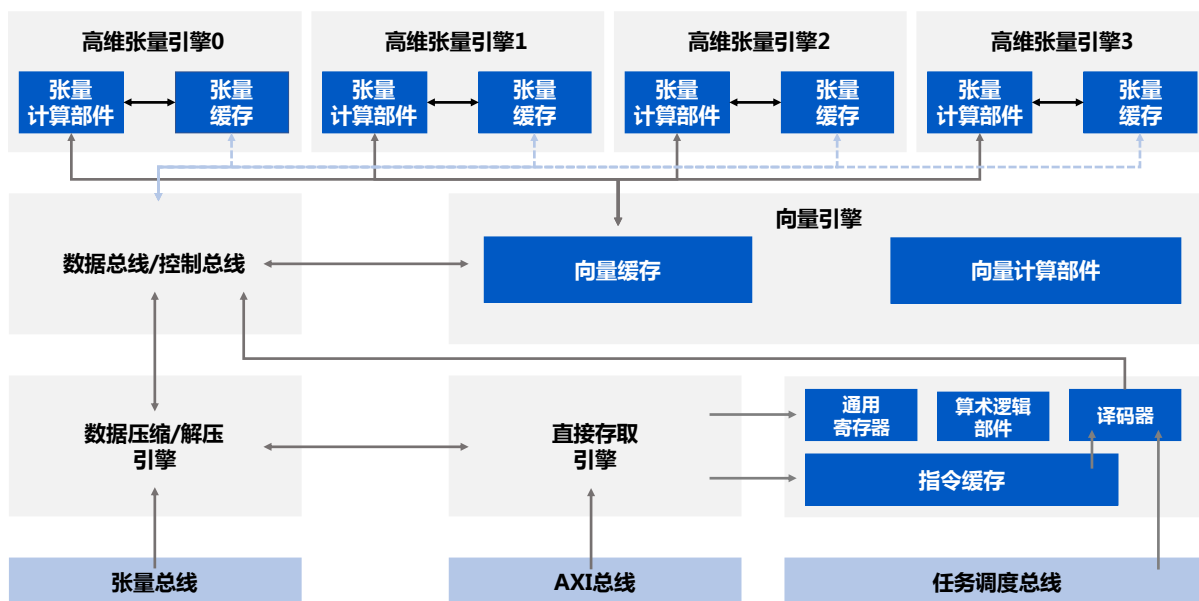 高维张量引擎0
高维张量引擎1
高维张量引擎2
高维张量引擎3
张量
计算部件
张量
缓存
张量
计算部件
张量
缓存
张量
计算部件
张量
缓存
张量
计算部件
张量
缓存
数据总线/控制总线
向量引擎
向量缓存
向量计算部件
数据压缩/解压
引擎
直接存取
引擎
通用
寄存器
算术逻辑
部件
译码器
指令缓存
张量总线
AXI总线
任务调度总线